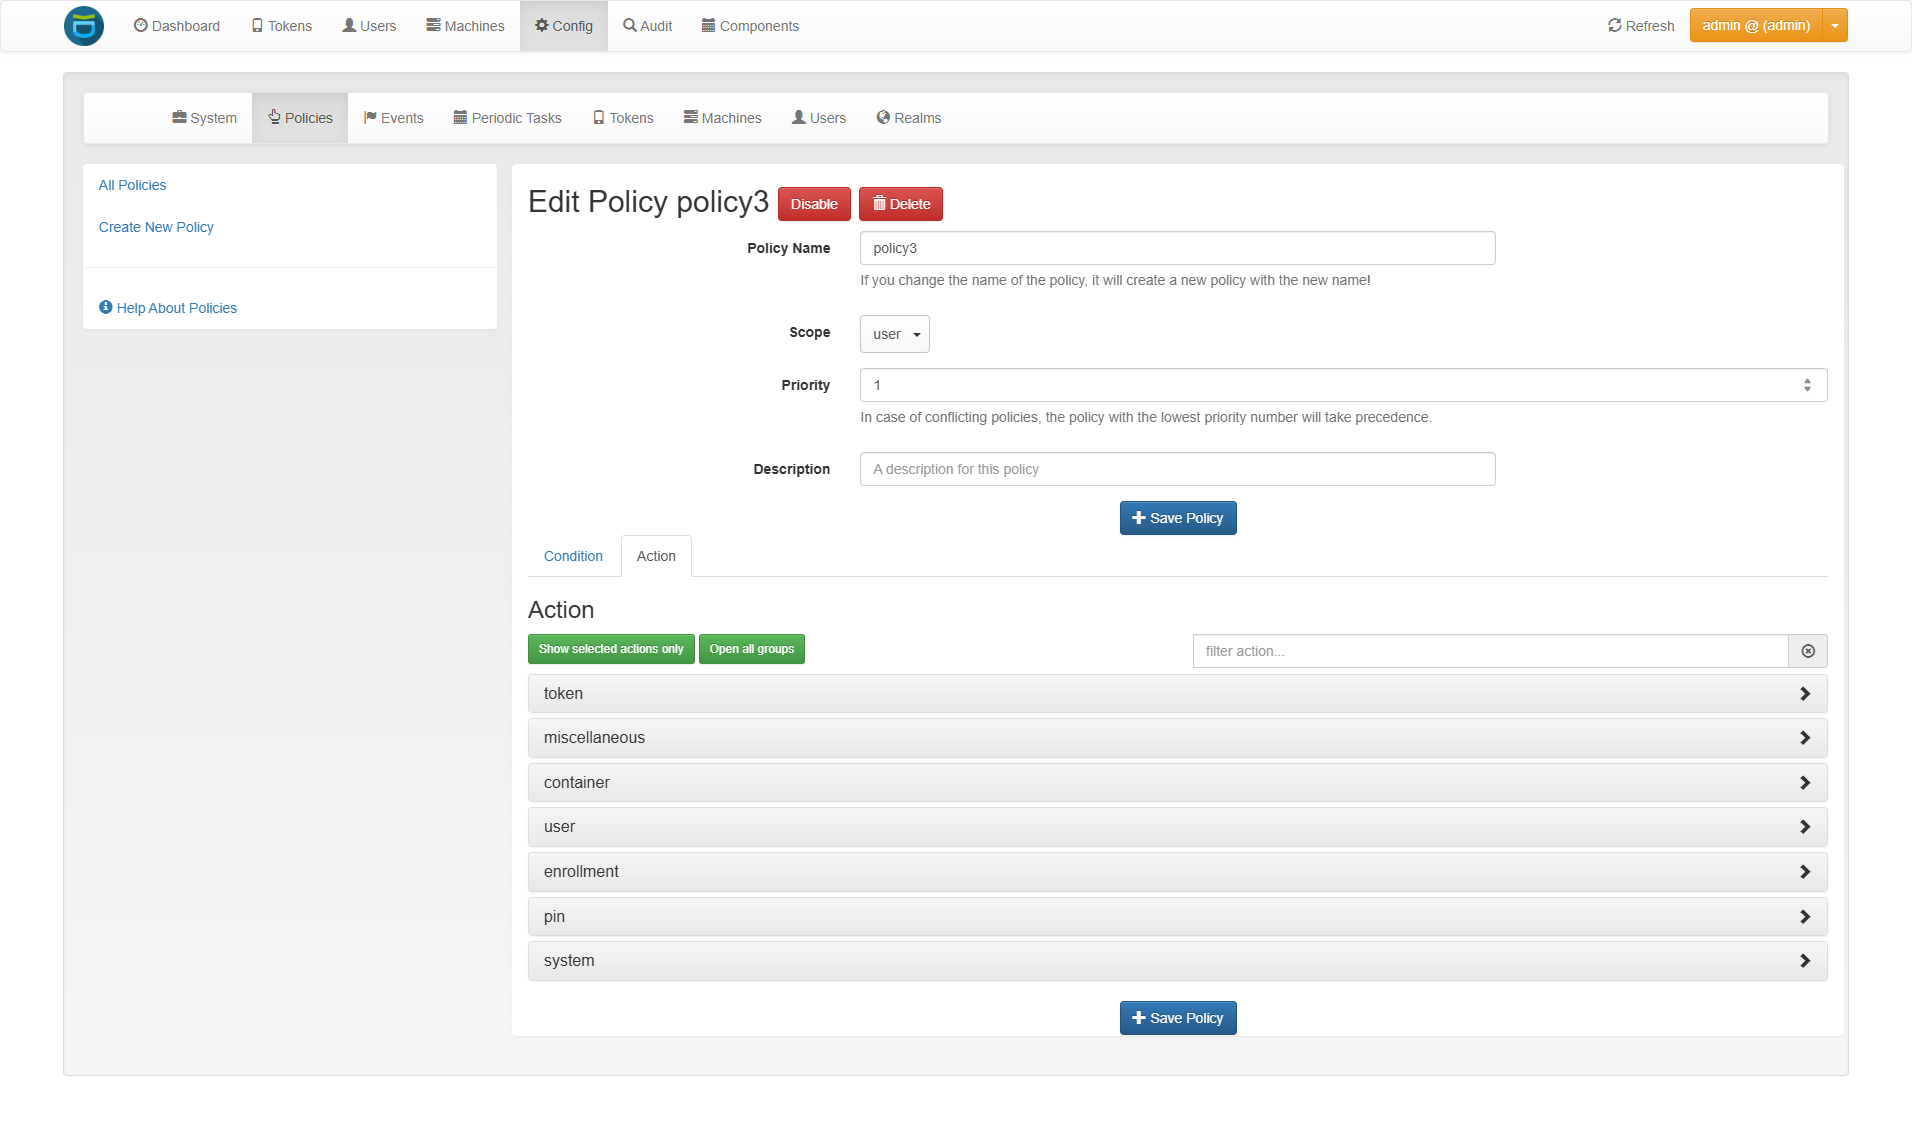 Dashboard Tokens Users Machines Config Audit Components Refresh admin @ (admin)
System Policies Events Periodic Tasks Tokens Machines Users Realms
All Policies
Create New Policy
Help About Policies
Edit Policy policy3 Disable Delete
Policy Name policy3
If you change the name of the policy, it will create a new policy with the new name!
Scope user
Priority 1
In case of conflicting policies, the policy with the lowest priority number will take precedence.
Description A description for this policy
Save Policy
Condition Action
Action
Show selected actions only Open all groups filter action...
token
miscellaneous
container
user
enrollment
pin
system
Save Policy